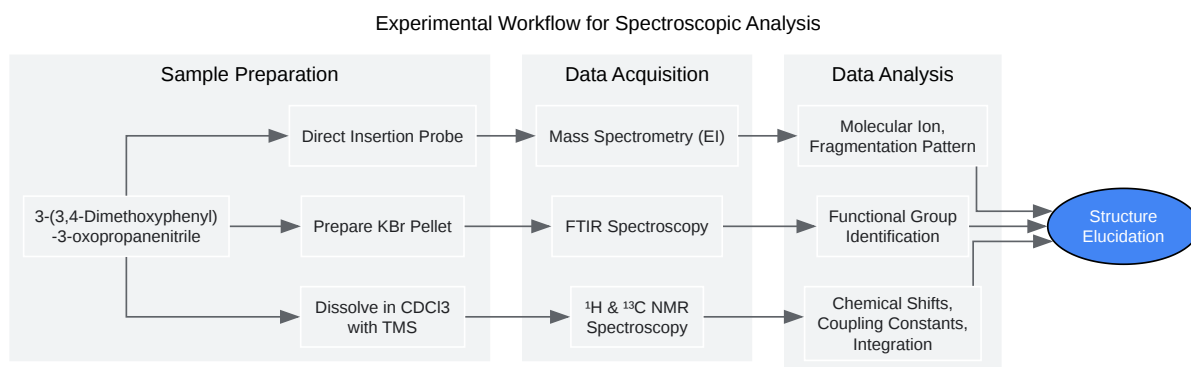 Experimental Workflow for Spectroscopic Analysis
Sample Preparation
Data Acquisition
Data Analysis
Direct Insertion Probe
Mass Spectrometry (EI)
Molecular Ion,
Fragmentation Pattern
3-(3,4-Dimethoxyphenyl)
-3-oxopropanenitrile
Prepare KBr Pellet
FTIR Spectroscopy
Functional Group
Identification
Structure
Elucidation
Dissolve in CDCl3
with TMS
¹H & ¹³C NMR
Spectroscopy
Chemical Shifts,
Coupling Constants,
Integration